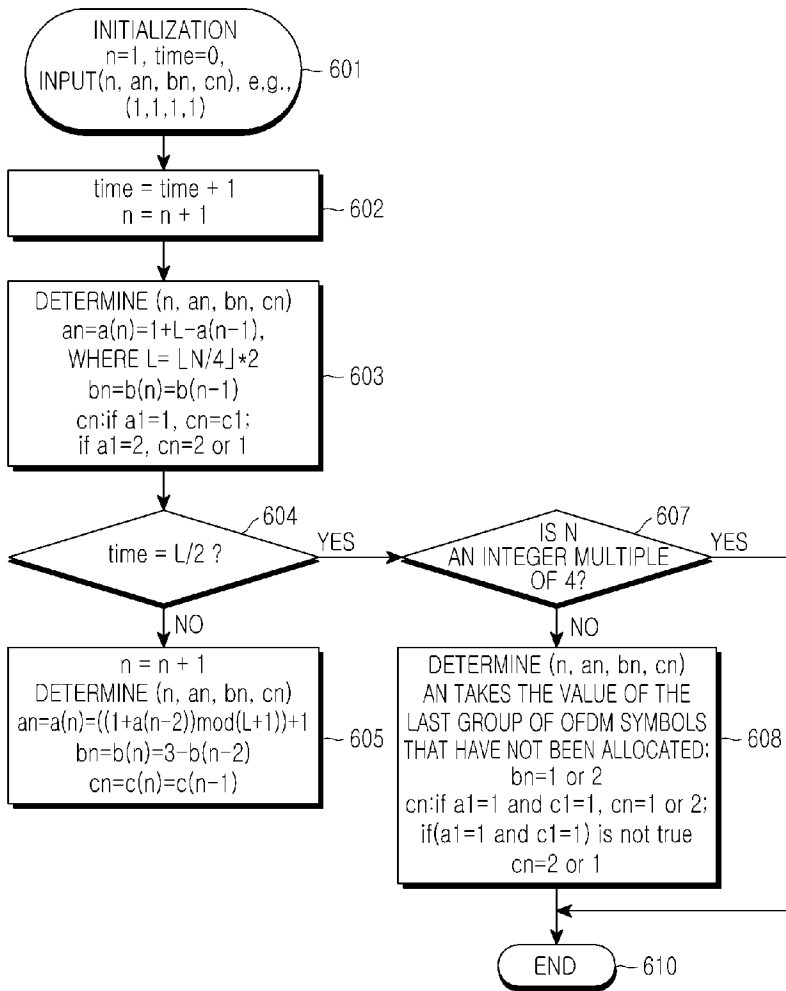 INITIALIZATION
n=1, time=0,
INPUT(n, an, bn, cn), e.g.,
(1,1,1,1)
601
time = time + 1
n = n + 1
602
DETERMINE (n, an, bn, cn)
an=a(n)=1+L-a(n-1),
WHERE L= ⌊N/4⌋*2
bn=b(n)=b(n-1)
cn:if a1=1, cn=c1;
if a1=2, cn=2 or 1
603
time = L/2 ?
604
YES
NO
IS N
AN INTEGER MULTIPLE
OF 4?
607
YES
NO
n = n + 1
DETERMINE (n, an, bn, cn)
an=a(n)=((1+a(n-2))mod(L+1))+1
bn=b(n)=3-b(n-2)
cn=c(n)=c(n-1)
605
DETERMINE (n, an, bn, cn)
AN TAKES THE VALUE OF THE
LAST GROUP OF OFDM SYMBOLS
THAT HAVE NOT BEEN ALLOCATED;
bn=1 or 2
cn:if a1=1 and c1=1, cn=1 or 2;
if(a1=1 and c1=1) is not true
cn=2 or 1
608
END
610